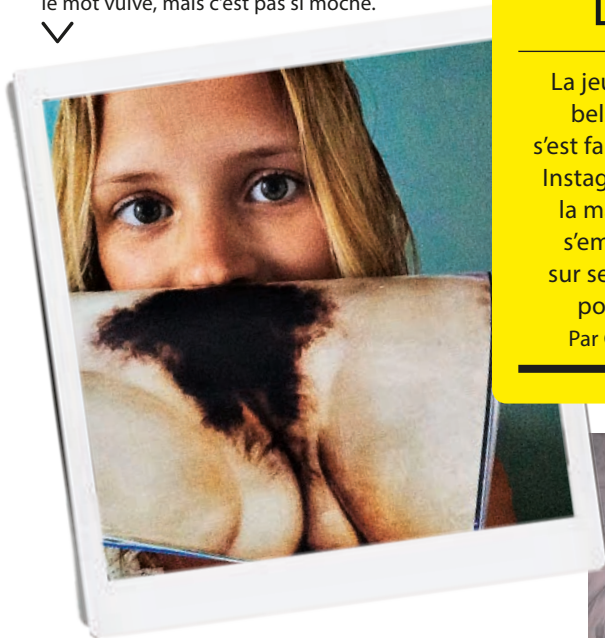 le mot vulve, mais c'est pas si moche.
La jeu
bel
s'est fa
Instag
la m
s'em
sur se
po
Par